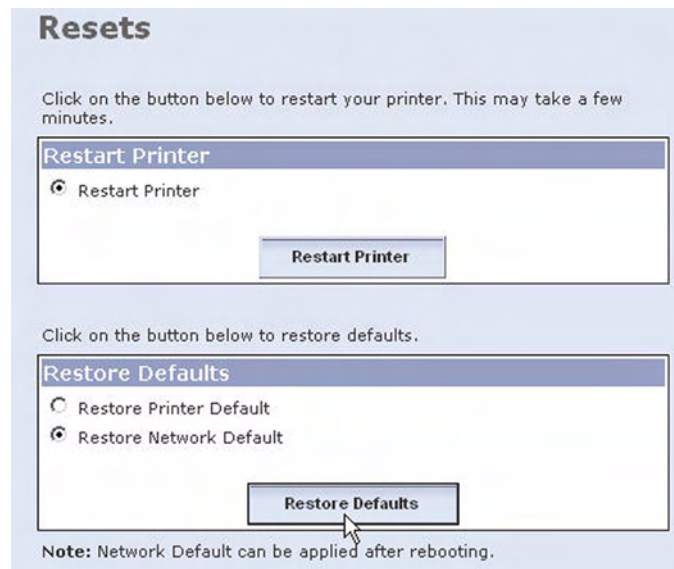 Resets
Click on the button below to restart your printer. This may take a few
minutes.
Restart Printer
Restart Printer
Restart Printer
Click on the button below to restore defaults.
Restore Defaults
Restore Printer Default
Restore Network Default
Restore Defaults
Note: Network Default can be applied after rebooting.